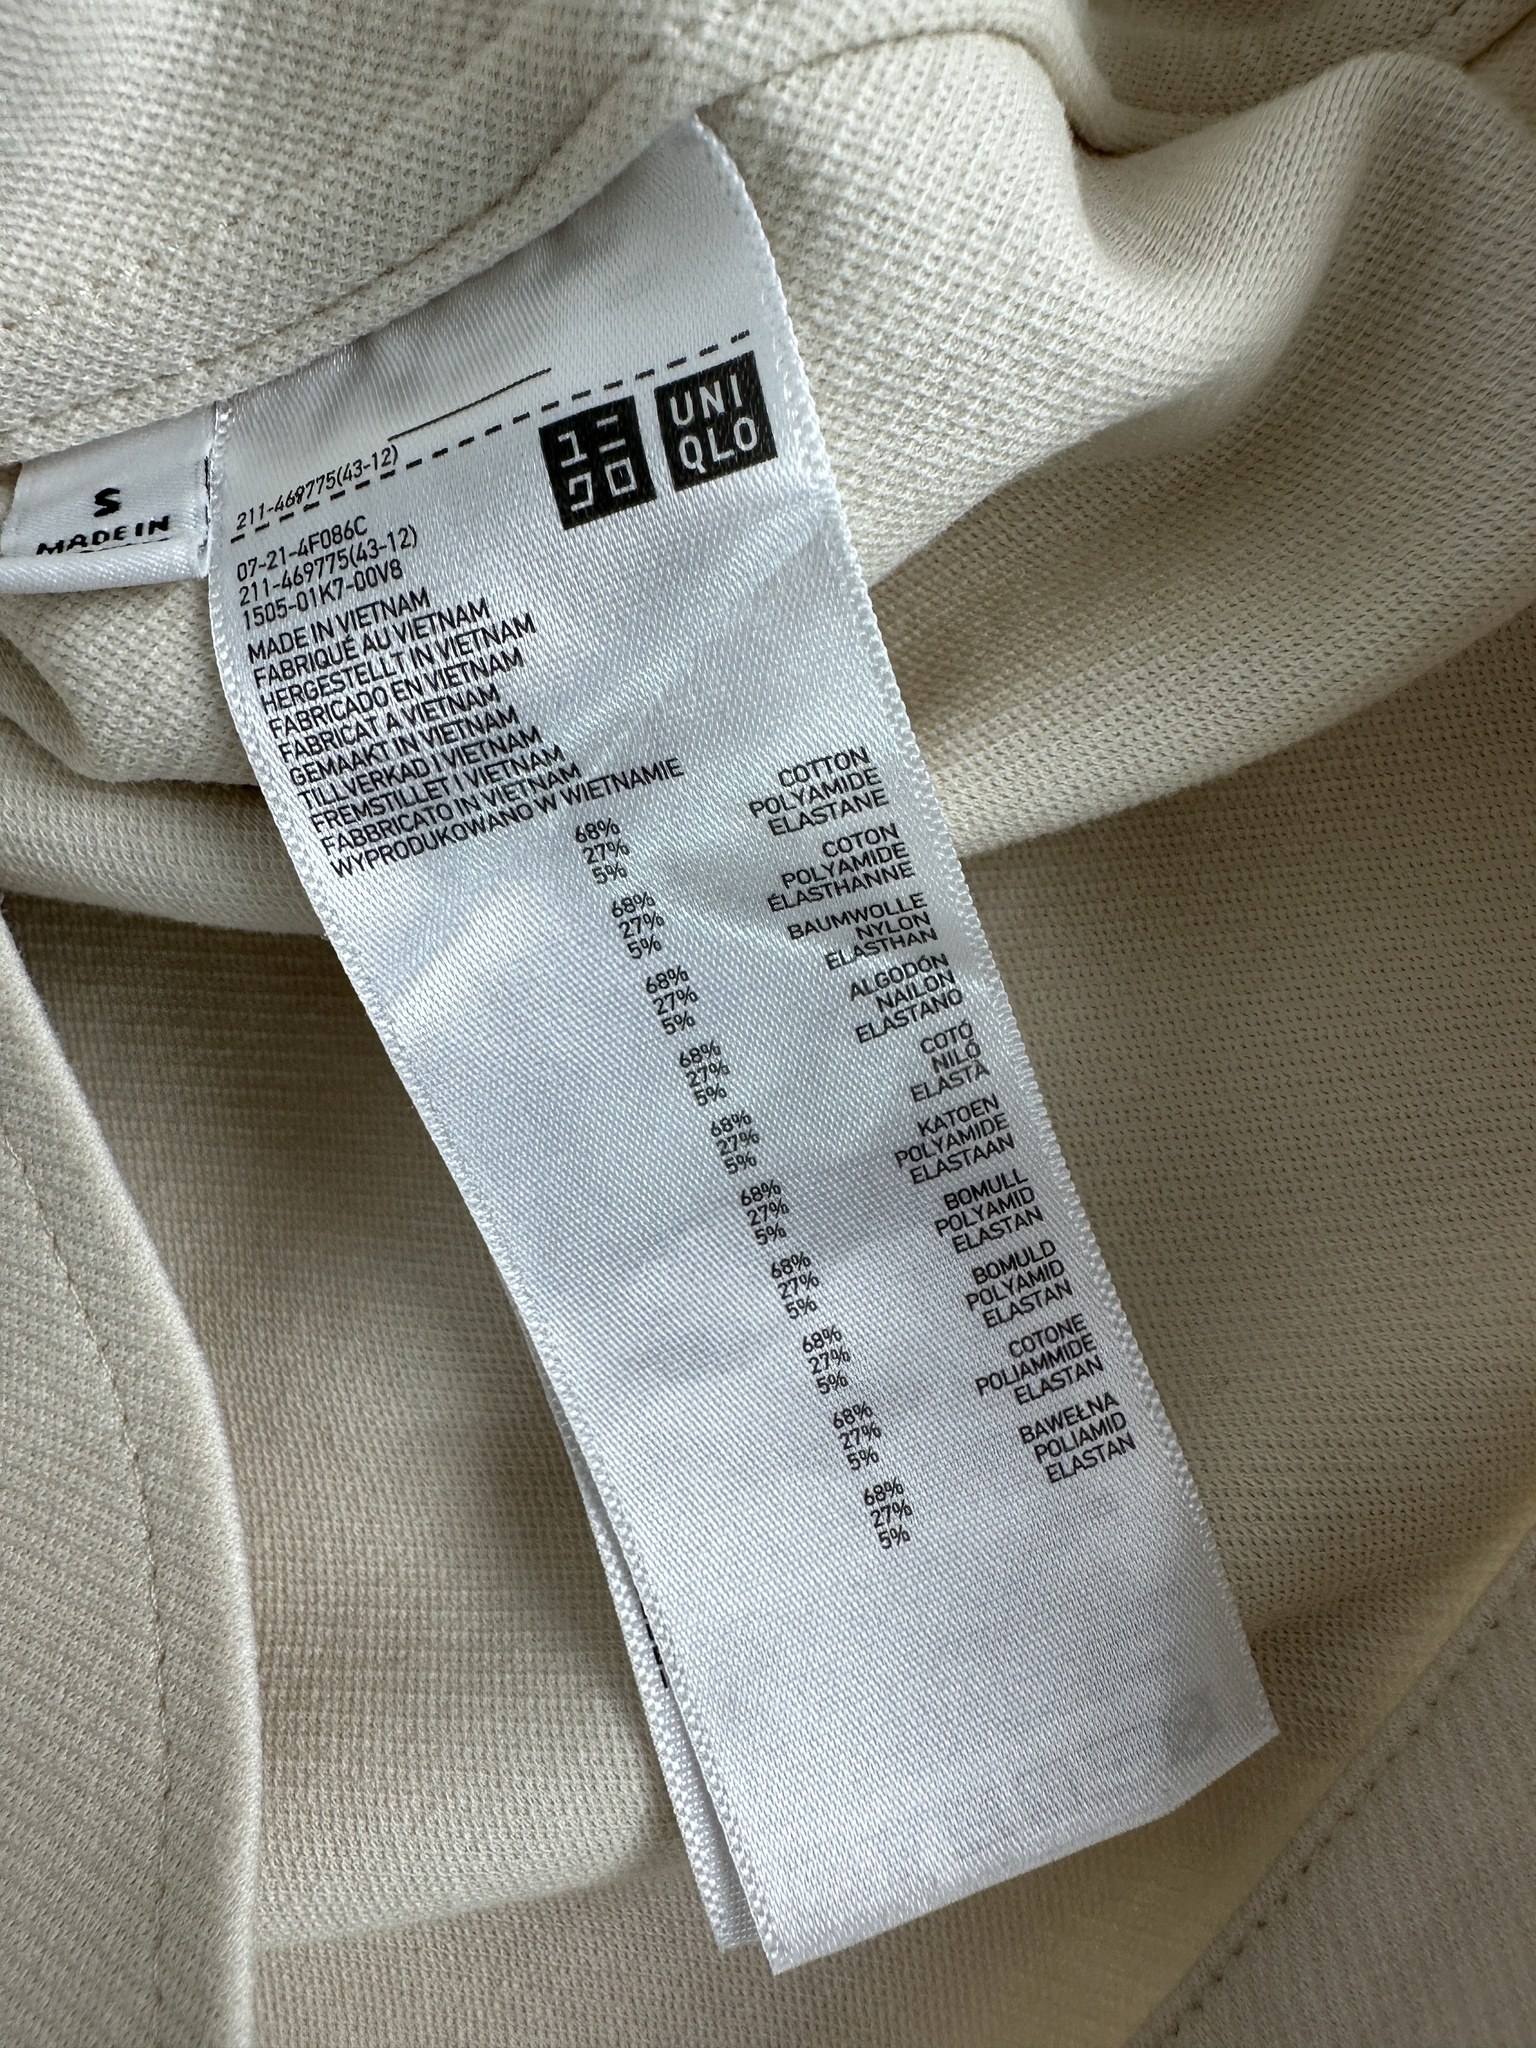 S
MADE IN
211-469775(43-12)
ユニ
クロ
UNI
QLO
07-21-4F086C
211-469775(43-12)
1505-01K7-00V8
MADE IN VIETNAM
FABRIQUÉ AU VIETNAM
HERGESTELLT IN VIETNAM
FABRICADO EN VIETNAM
FABRICAT A VIETNAM
GEMAAKT IN VIETNAM
TILLVERKAD I VIETNAM
FREMSTILLET I VIETNAM
FABBRICATO IN VIETNAM
WYPRODUKOWANO W WIETNAMIE
68% COTTON
27% POLYAMIDE
5% ELASTANE
68% COTON
27% POLYAMIDE
5% ÉLASTHANNE
68% BAUMWOLLE
27% NYLON
5% ELASTHAN
68% ALGODÓN
27% NAILON
5% ELASTANO
68% COTÓ
27% NILÓ
5% ELASTÀ
68% KATOEN
27% POLYAMIDE
5% ELASTAAN
68% BOMULL
27% POLYAMID
5% ELASTAN
68% BOMULD
27% POLYAMID
5% ELASTAN
68% COTONE
27% POLIAMMIDE
5% ELASTAN
68% BAWEŁNA
27% POLIAMID
5% ELASTAN